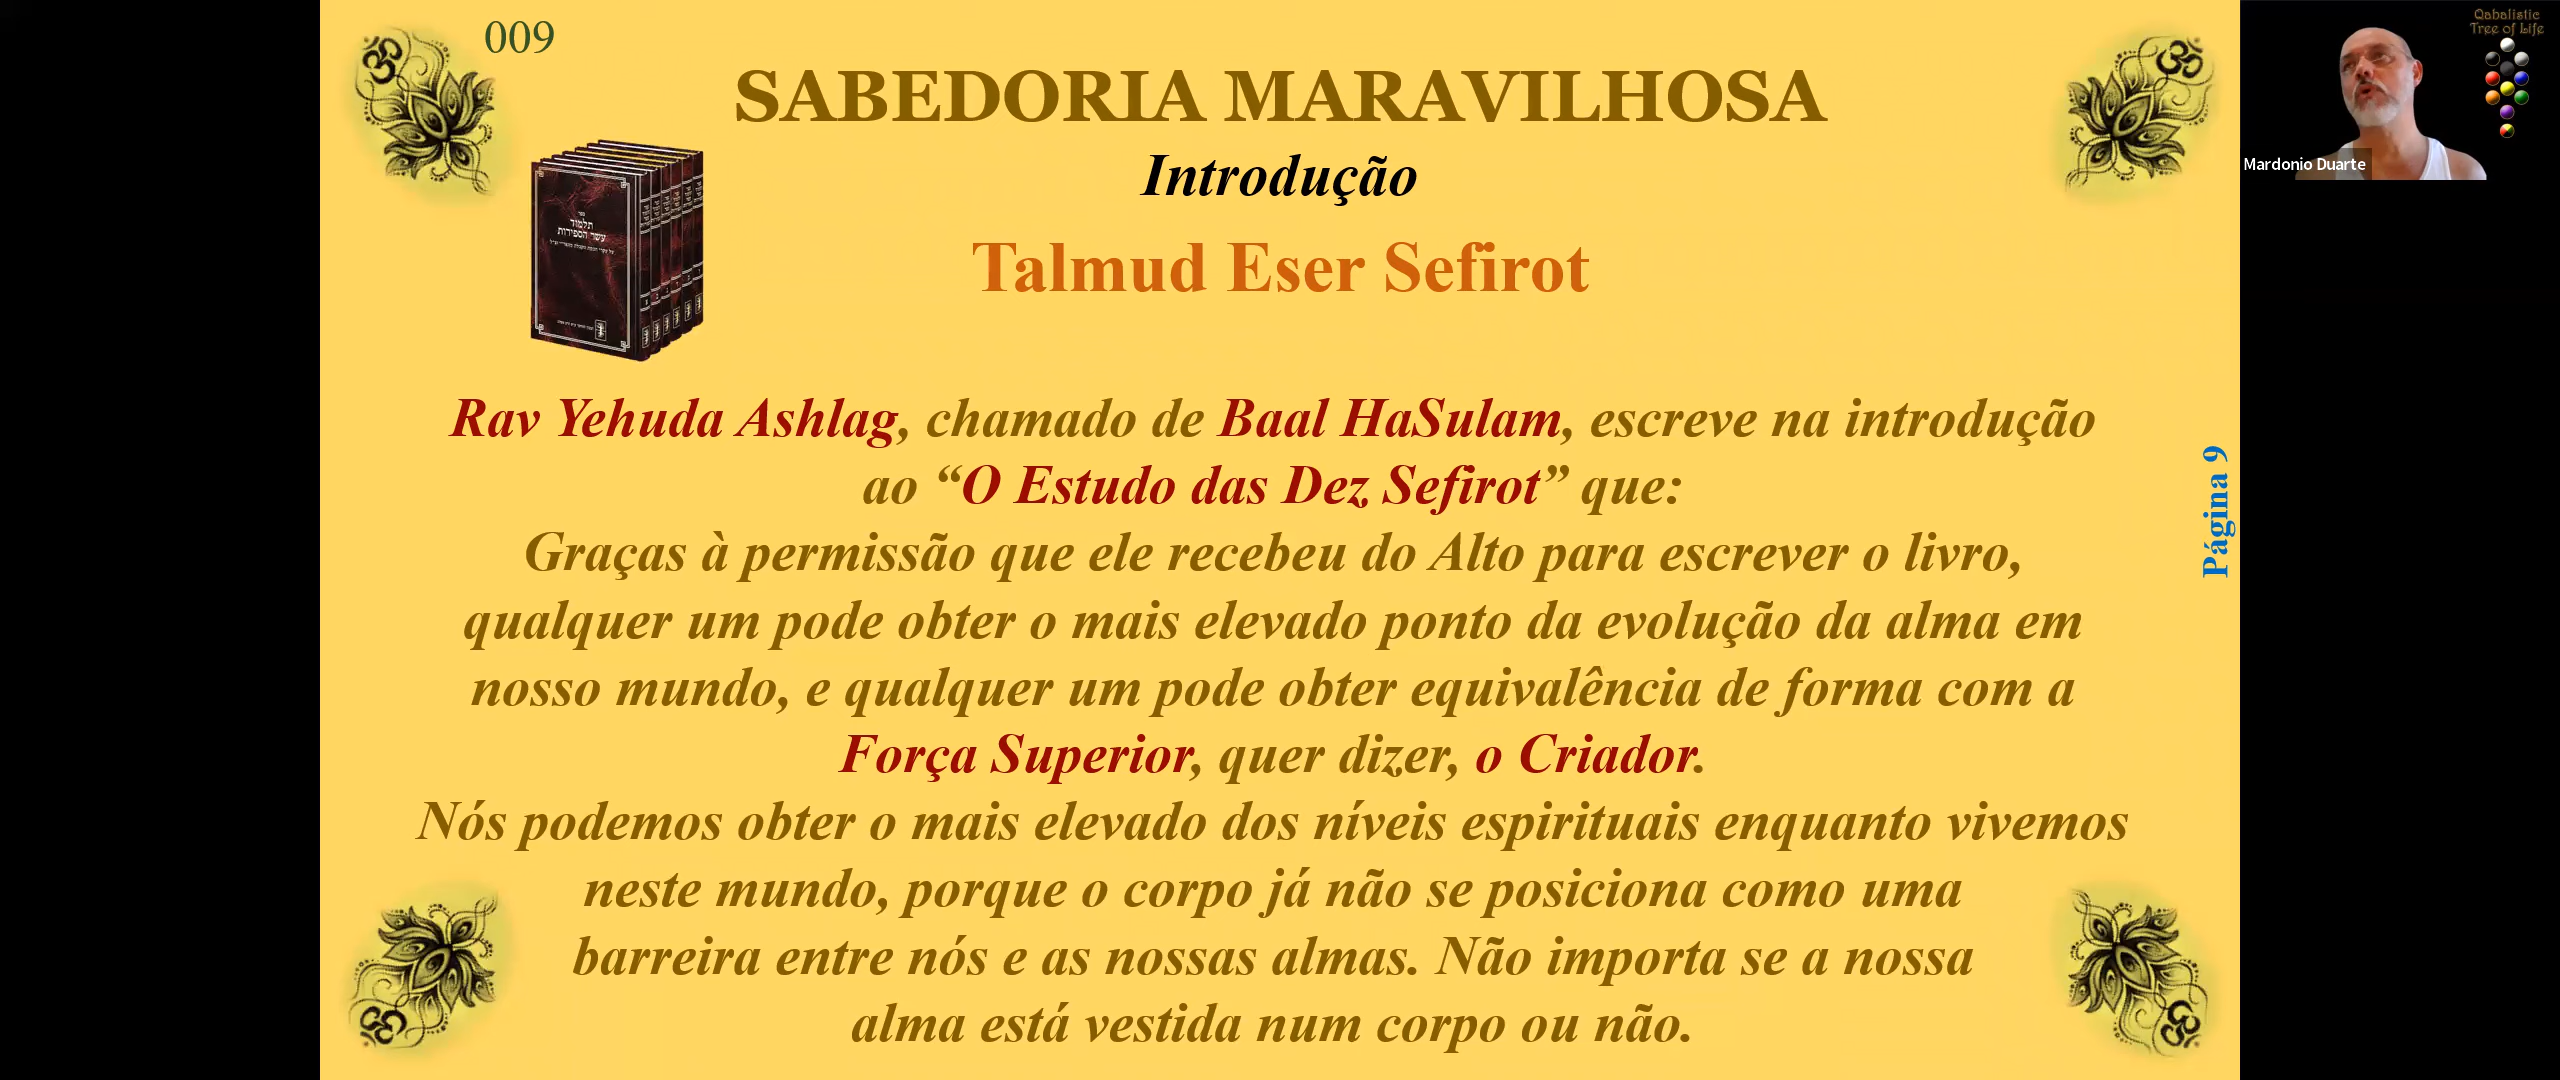 009
SABEDORIA MARAVILHOSA
Introdução
Talmud Eser Sefirot
תלמוד
עשר הספירות
Rav Yehuda Ashlag, chamado de Baal HaSulam, escreve na introdução
ao “O Estudo das Dez Sefirot” que:
Graças à permissão que ele recebeu do Alto para escrever o livro,
qualquer um pode obter o mais elevado ponto da evolução da alma em
nosso mundo, e qualquer um pode obter equivalência de forma com a
Força Superior, quer dizer, o Criador.
Nós podemos obter o mais elevado dos níveis espirituais enquanto vivemos
neste mundo, porque o corpo já não se posiciona como uma
barreira entre nós e as nossas almas. Não importa se a nossa
alma está vestida num corpo ou não.
Página 9
Qabalistic
Tree of Life
Mardonio Duarte